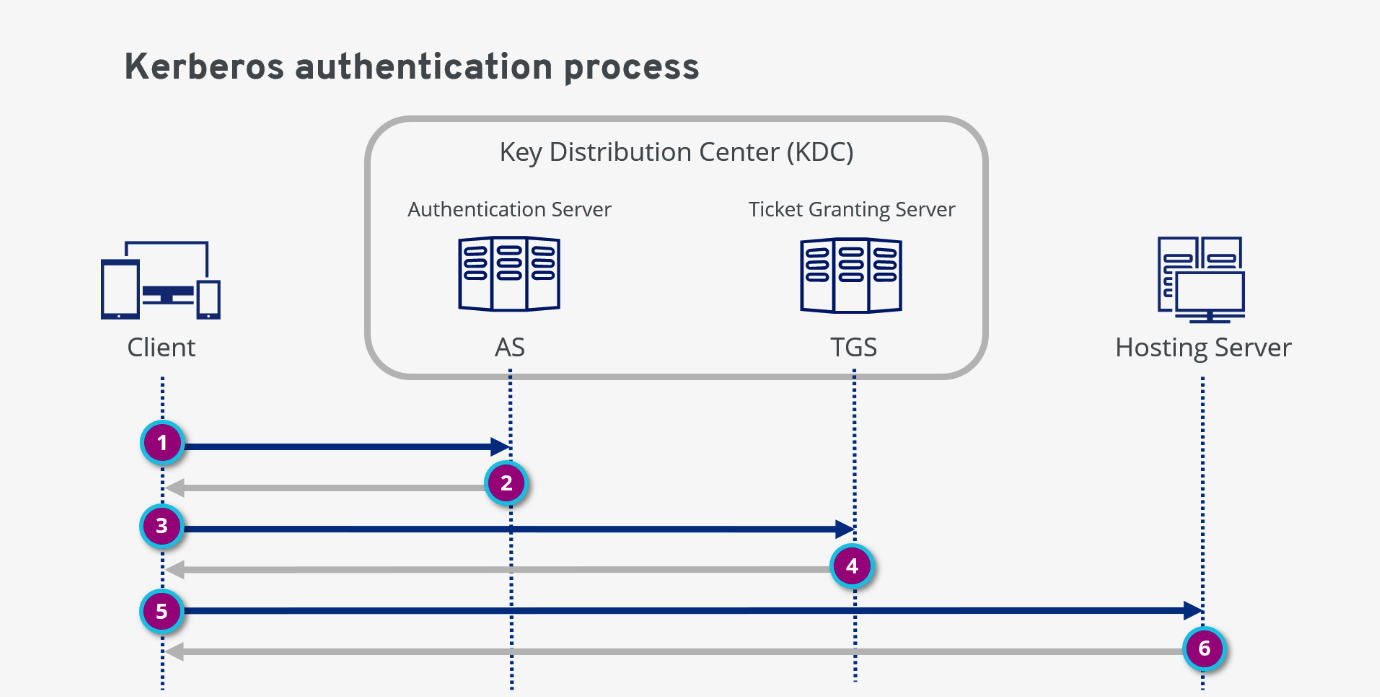 Kerberos authentication process
Key Distribution Center (KDC)
Authentication Server
Ticket Granting Server
Client
AS
TGS
Hosting Server
1
2
3
4
5
6